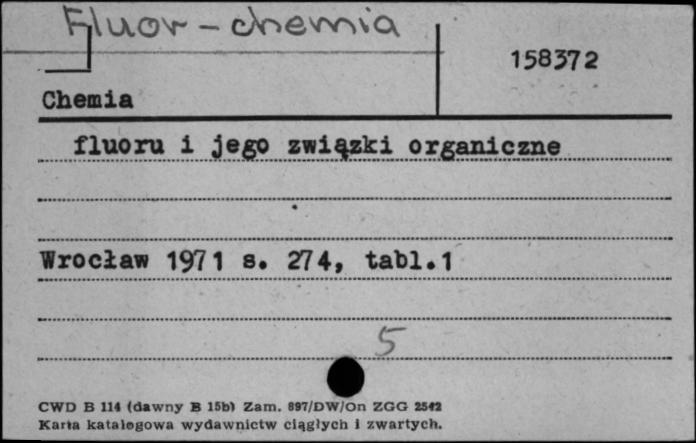 Fluor - chemia
158372
Chemia
fluoru i jego związki organiczne
Wrocław 1971 s. 274, tabl.1
5
CWD B 114 (dawny B 15b) Zam. 897/DW/On ZGG 2542
Karta katalogowa wydawnictw ciągłych i zwartych.